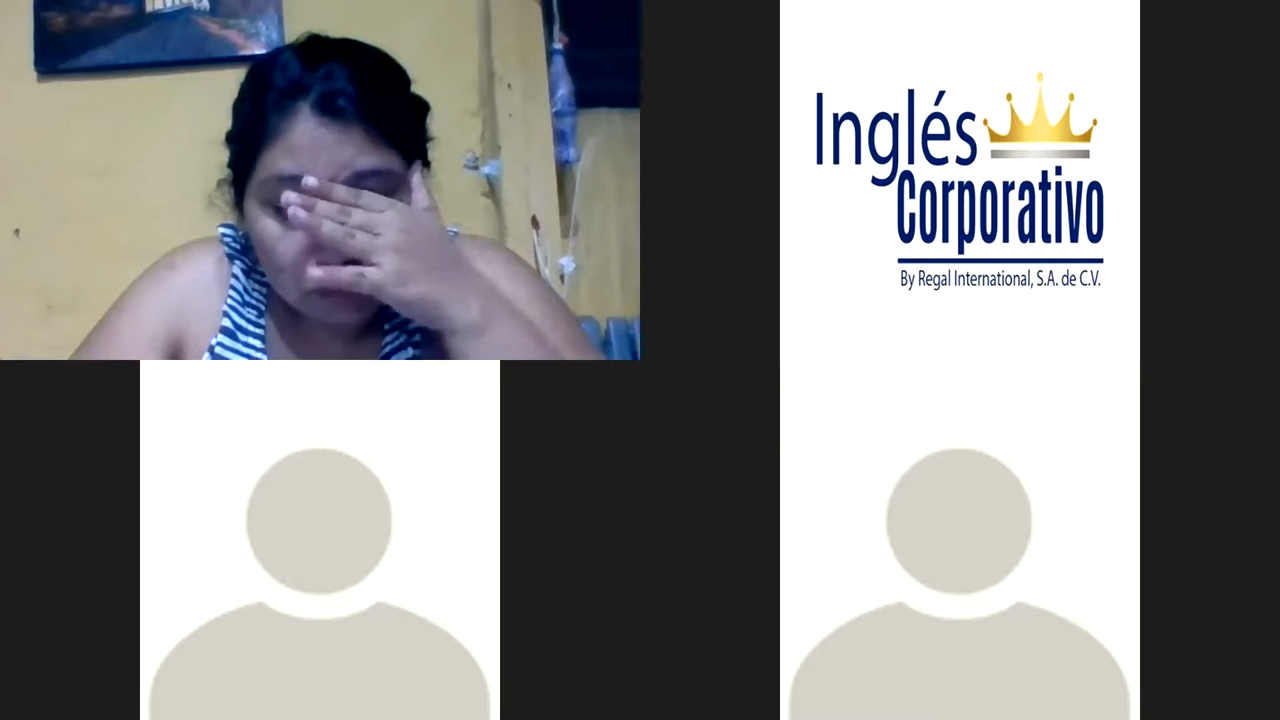 Inglés
Corporativo
By Regal International, S.A. de C.V.